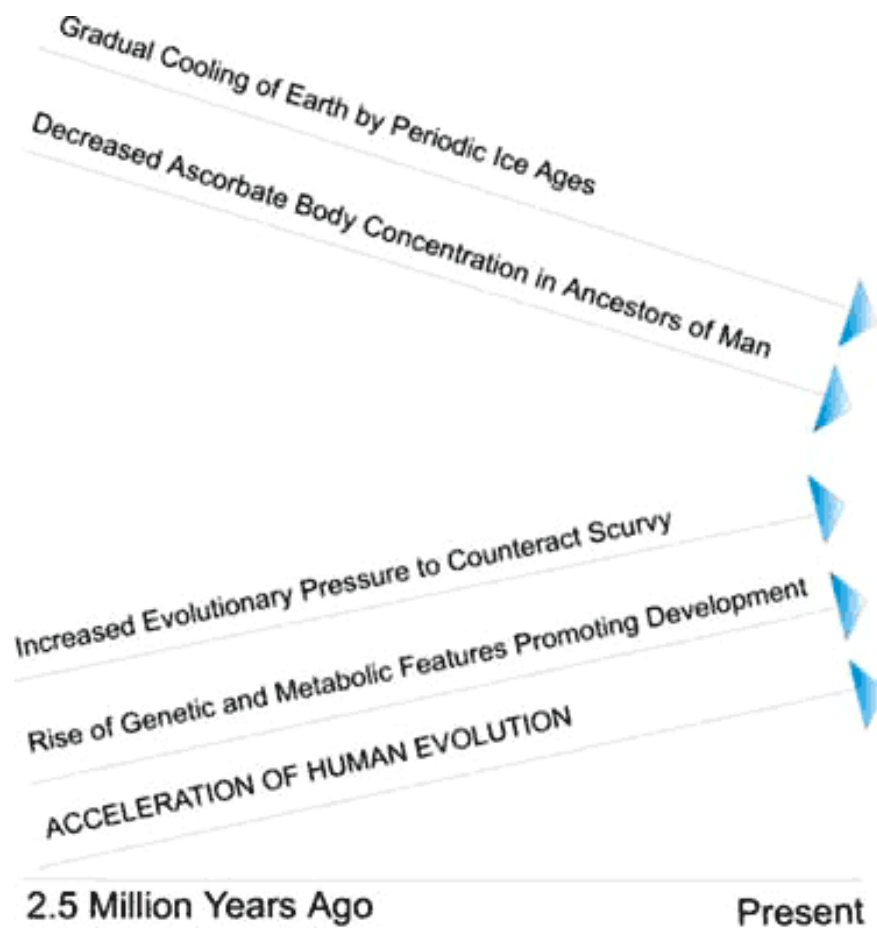 Gradual Cooling of Earth by Periodic Ice Ages
Decreased Ascorbate Body Concentration in Ancestors of Man
Increased Evolutionary Pressure to Counteract Scurvy
Rise of Genetic and Metabolic Features Promoting Development
ACCELERATION OF HUMAN EVOLUTION
2.5 Million Years Ago
Present